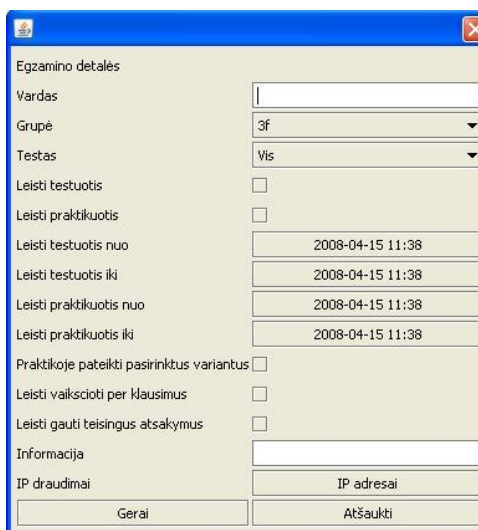 Egzamino detalės
Vardas
Grupė 3f
Testas Vis
Leisti testuotis
Leisti praktikuotis
Leisti testuotis nuo 2008-04-15 11:38
Leisti testuotis iki 2008-04-15 11:38
Leisti praktikuotis nuo 2008-04-15 11:38
Leisti praktikuotis iki 2008-04-15 11:38
Praktikoje pateikti pasirinktus variantus
Leisti vaikscioti per klausimus
Leisti gauti teisingus atsakymus
Informacija
IP draudimai IP adresai
Gerai Atšaukti